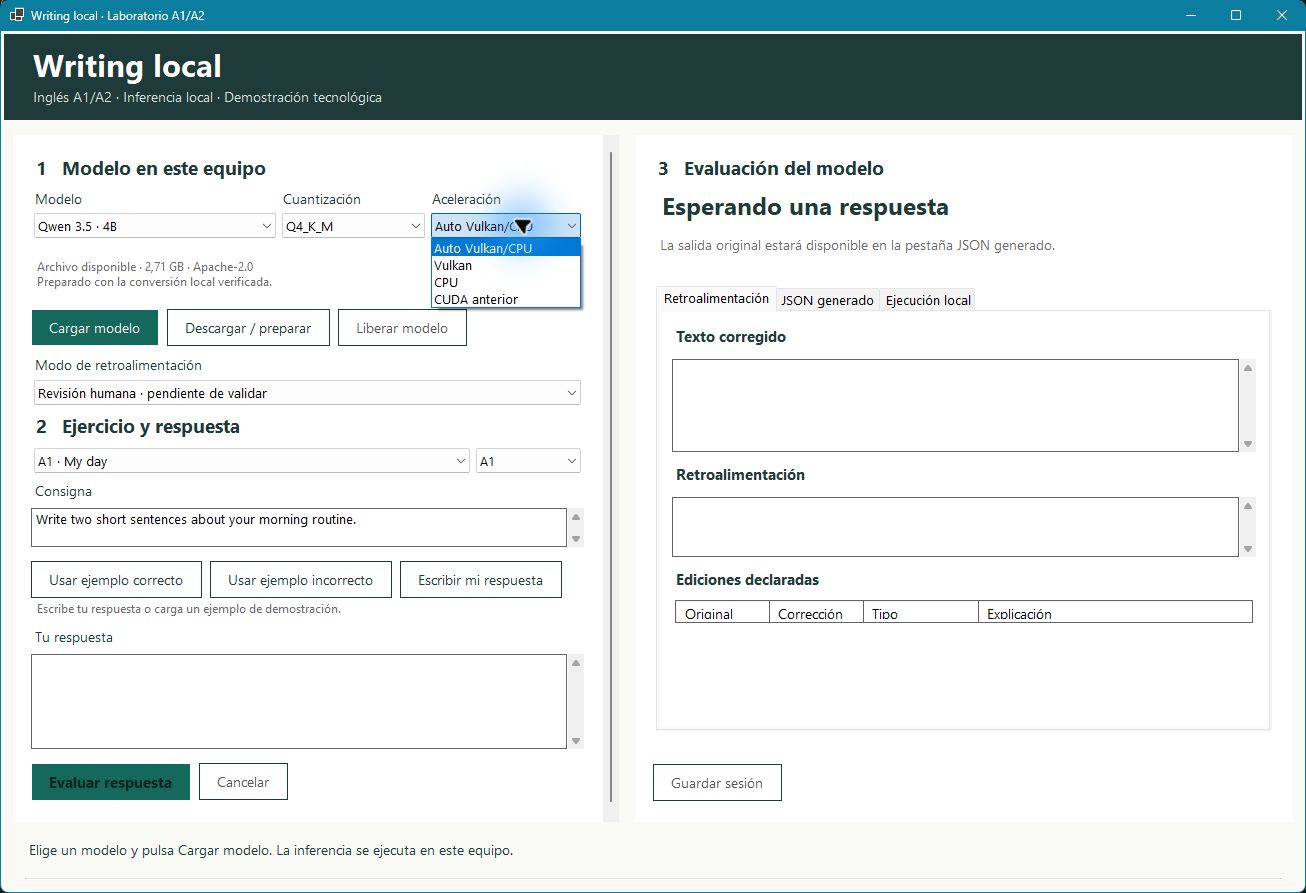 Writing local · Laboratorio A1/A2
Writing local
Inglés A1/A2 · Inferencia local · Demostración tecnológica
1 Modelo en este equipo
Modelo
Cuantización
Aceleración
Qwen 3.5 · 4B
Q4_K_M
Auto Vulkan/CPU
Auto Vulkan/CPU
Vulkan
CPU
CUDA anterior
Archivo disponible · 2,71 GB · Apache-2.0
Preparado con la conversión local verificada.
Cargar modelo
Descargar / preparar
Liberar modelo
Modo de retroalimentación
Revisión humana · pendiente de validar
2 Ejercicio y respuesta
A1 · My day
A1
Consigna
Write two short sentences about your morning routine.
Usar ejemplo correcto
Usar ejemplo incorrecto
Escribir mi respuesta
Escribe tu respuesta o carga un ejemplo de demostración.
Tu respuesta
Evaluar respuesta
Cancelar
3 Evaluación del modelo
Esperando una respuesta
La salida original estará disponible en la pestaña JSON generado.
Retroalimentación
JSON generado
Ejecución local
Texto corregido
Retroalimentación
Ediciones declaradas
Original
Corrección
Tipo
Explicación
Guardar sesión
Elige un modelo y pulsa Cargar modelo. La inferencia se ejecuta en este equipo.